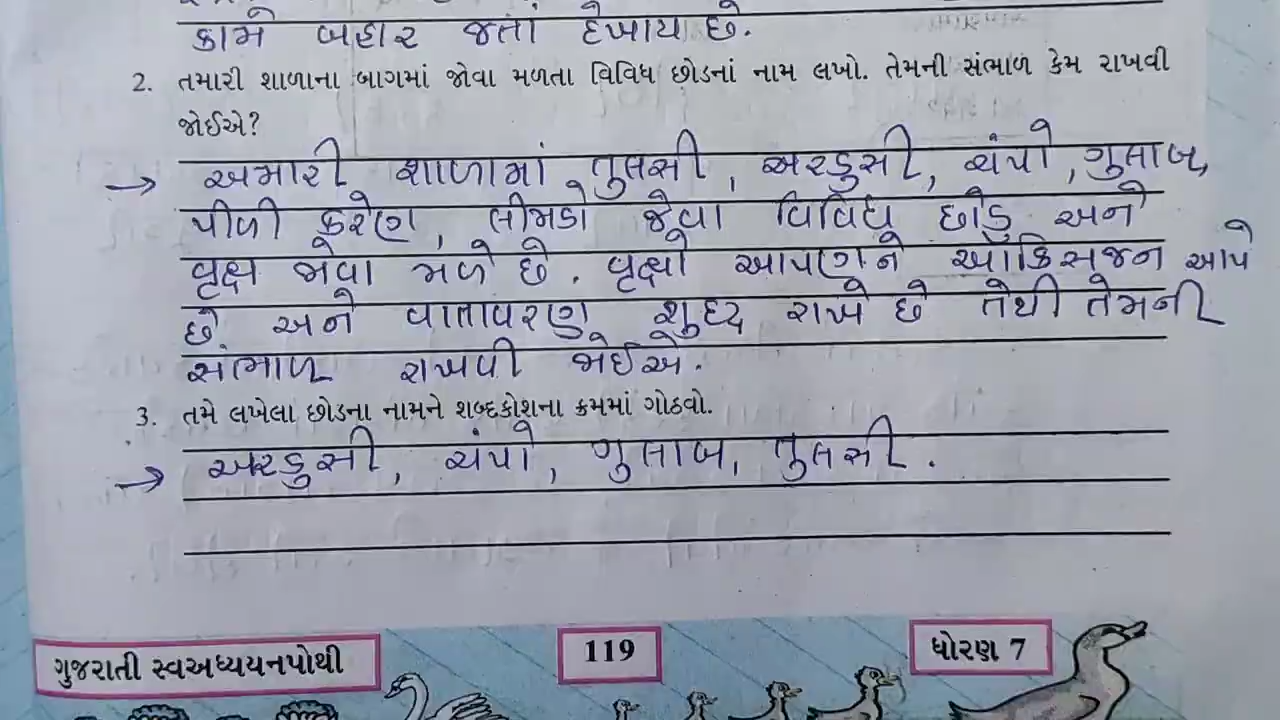 કામે બહાર જતાં દેખાય છે.
2. તમારી શાળાના બાગમાં જોવા મળતા વિવિધ છોડનાં નામ લખો. તેમની સંભાળ કેમ રાખવી
જોઈએ?
→ અમારી શાળામાં તુલસી, અરડુસી, ચંપો, ગુલાબ,
પીળી કરેણ, લીમડો જેવા વિવિધ છોડ અને
વૃક્ષ જોવા મળે છે. વૃક્ષો આપણને ઑકિસજન આપે
છે. અને વાતાવરણ શુદ્ધ રાખે છે તેથી તેમની
સંભાળ રાખવી જોઈએ.
3. તમે લખેલા છોડના નામને શબ્દકોશના ક્રમમાં ગોઠવો.
→ અરડુસી, ચંપો, ગુલાબ, તુલસી.
ગુજરાતી સ્વઅધ્યયનપોથી
119
ધોરણ 7